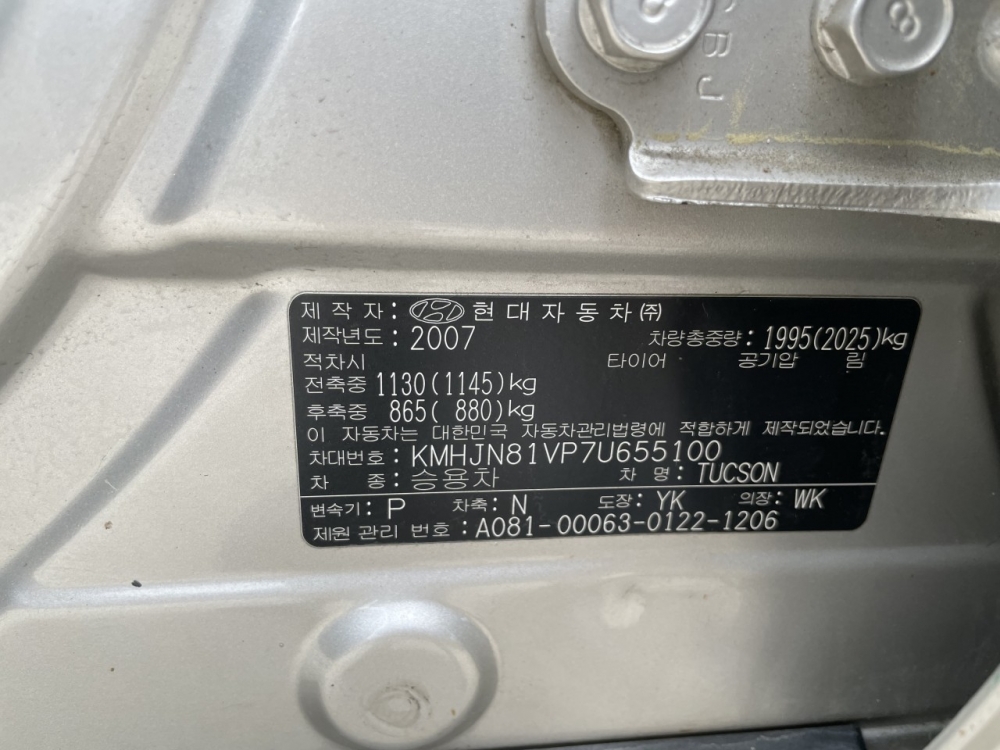 CBJ
8
제 작 자 : 현대자동차(주)
제작년도 : 2007 차량총중량 : 1995(2025)kg
적차시 타이어 공기압 림
전축중 1130(1145)kg
후축중 865( 880)kg
이 자동차는 대한민국 자동차관리법령에 적합하게 제작되었습니다.
차대번호 : KMHJN81VP7U655100
차 종 : 승용차 차 명 : TUCSON
변속기 : P 차축 : N 도장 : YK 의장 : WK
제원 관리 번호 : A081-00063-0122-1206